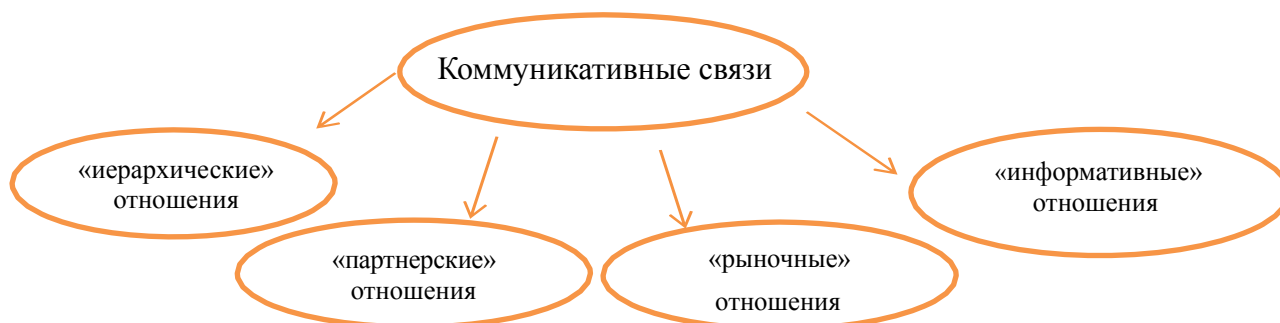 Коммуникативные связи
«иерархические»
отношения
«партнерские»
отношения
«рыночные»
отношения
«информативные»
отношения